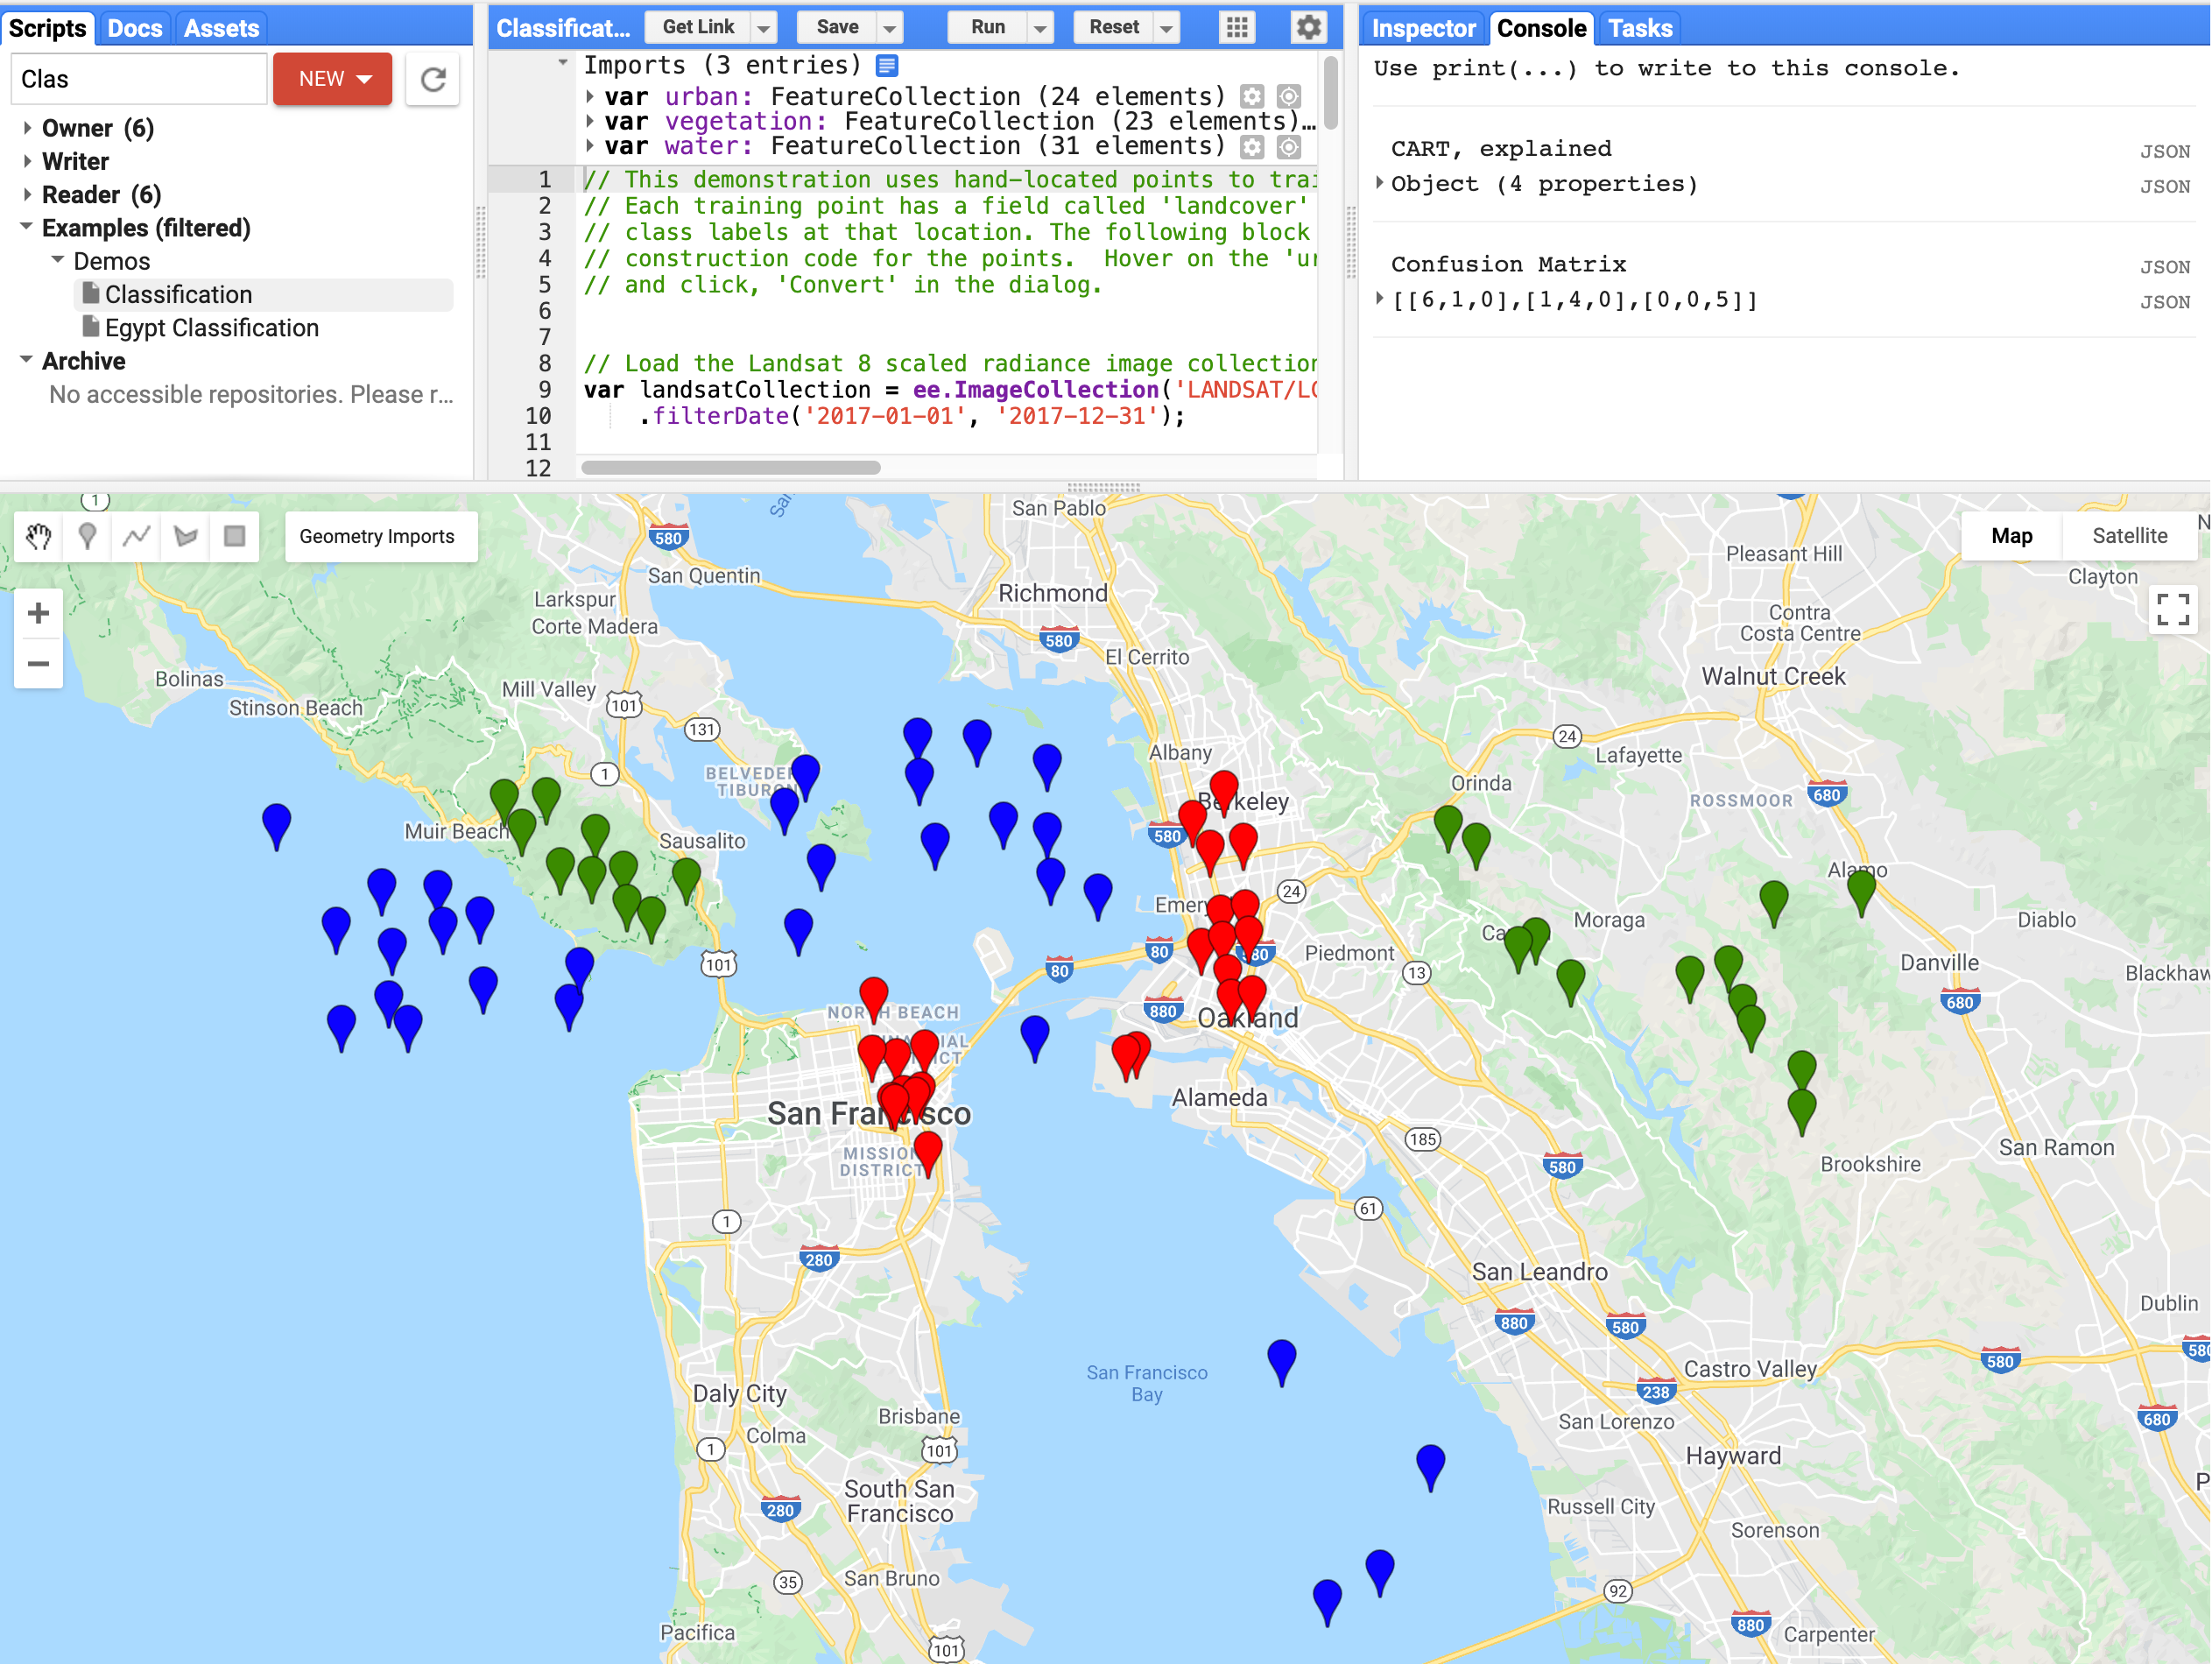 Scripts Docs Assets
Clas NEW
Owner (6)
Writer
Reader (6)
Examples (filtered)
Demos
Classification
Egypt Classification
Archive
No accessible repositories. Please r...
Classificat... Get Link Save Run Reset
Imports (3 entries)
var urban: FeatureCollection (24 elements)
var vegetation: FeatureCollection (23 elements)…
var water: FeatureCollection (31 elements)
1 // This demonstration uses hand-located points to trai
2 // Each training point has a field called 'landcover'
3 // class labels at that location. The following block
4 // construction code for the points.  Hover on the 'ur
5 // and click, 'Convert' in the dialog.
6
7
8 // Load the Landsat 8 scaled radiance image collection
9 var landsatCollection = ee.ImageCollection('LANDSAT/LC
10 .filterDate('2017-01-01', '2017-12-31');
11
12
Inspector Console Tasks
Use print(...) to write to this console.
CART, explained JSON
Object (4 properties) JSON
Confusion Matrix JSON
[[6,1,0],[1,4,0],[0,0,5]] JSON
Geometry Imports
Map Satellite
1
San Pablo
580
San Quentin
Pleasant Hill
Clayton
Richmond
Larkspur
Corte Madera
580
Contra
Costa Centre
El Cerrito
Walnut Creek
Bolinas
Mill Valley
Stinson Beach
101
131
24
Albany
Lafayette
1
Orinda
ROSSMOOR
680
Berkeley
Muir Beach
Sausalito
580
Alamo
24
Moraga
Diablo
Piedmont
80
580
101
80
13
Danville
680
NORTH BEACH
880
Oakland
Alameda
San Francisco
185
MISSION
DISTRICT
580
Brookshire
San Ramon
1
61
280
San Leandro
Dublin
880
580
580
San Francisco
Bay
Castro Valley
Daly City
238
680
Brisbane
San Lorenzo
Colma
1
101
Hayward
South San
Francisco
280
Russell City
Sorenson
35
San Bruno
92
Pacifica
880
Carpenter
101